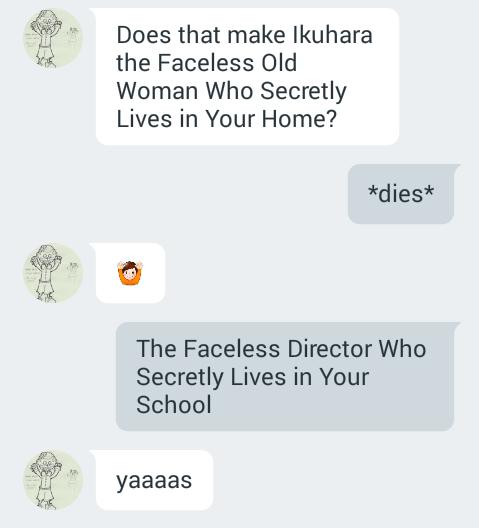 Does that make Ikuhara
the Faceless Old
Woman Who Secretly
Lives in Your Home?
*dies*
The Faceless Director Who
Secretly Lives in Your
School
yaaaas